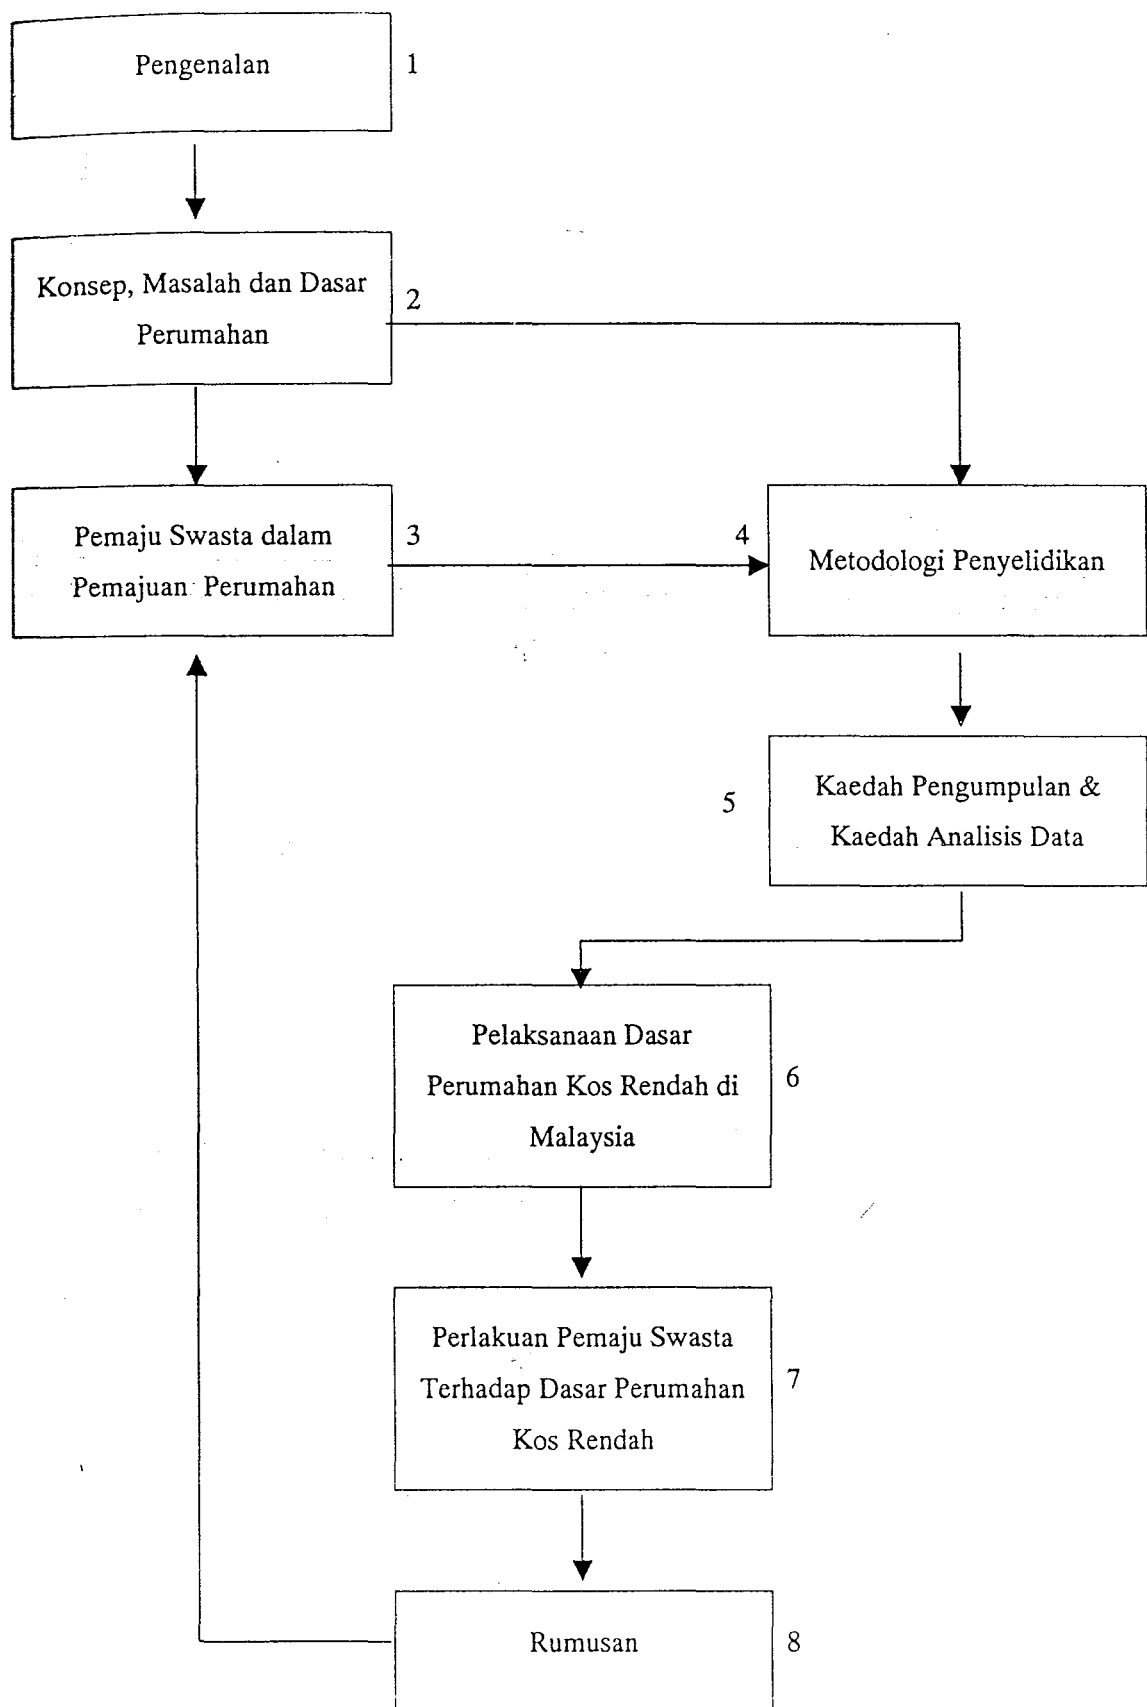 Pengenalan
1
Konsep, Masalah dan Dasar
Perumahan
2
Pemaju Swasta dalam
Pemajuan Perumahan
3
4
Metodologi Penyelidikan
5
Kaedah Pengumpulan &
Kaedah Analisis Data
Pelaksanaan Dasar
Perumahan Kos Rendah di
Malaysia
6
Perlakuan Pemaju Swasta
Terhadap Dasar Perumahan
Kos Rendah
7
Rumusan
8